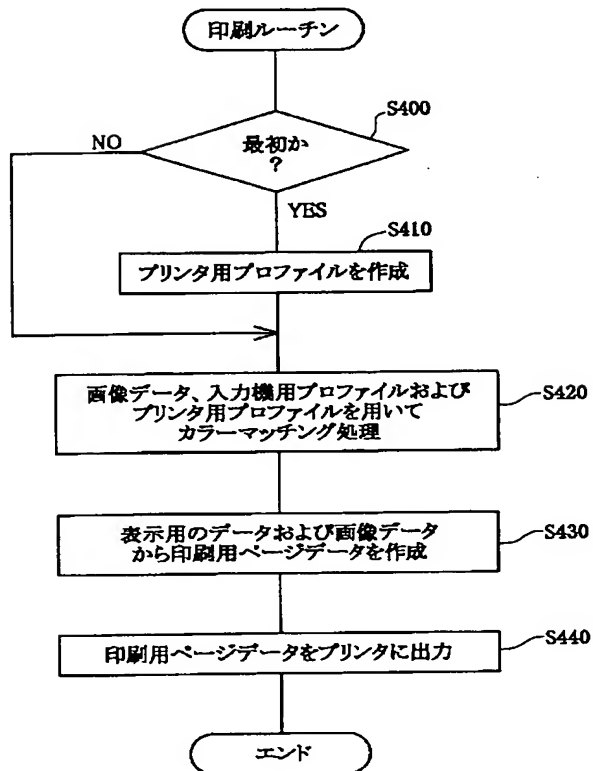 印刷ルーチン
S400
NO
最初か
?
YES
S410
プリンタ用プロファイルを作成
画像データ、入力機用プロファイルおよび
プリンタ用プロファイルを用いて
カラーマッチング処理
S420
表示用のデータおよび画像データ
から印刷用ページデータを作成
S430
印刷用ページデータをプリンタに出力
S440
エンド